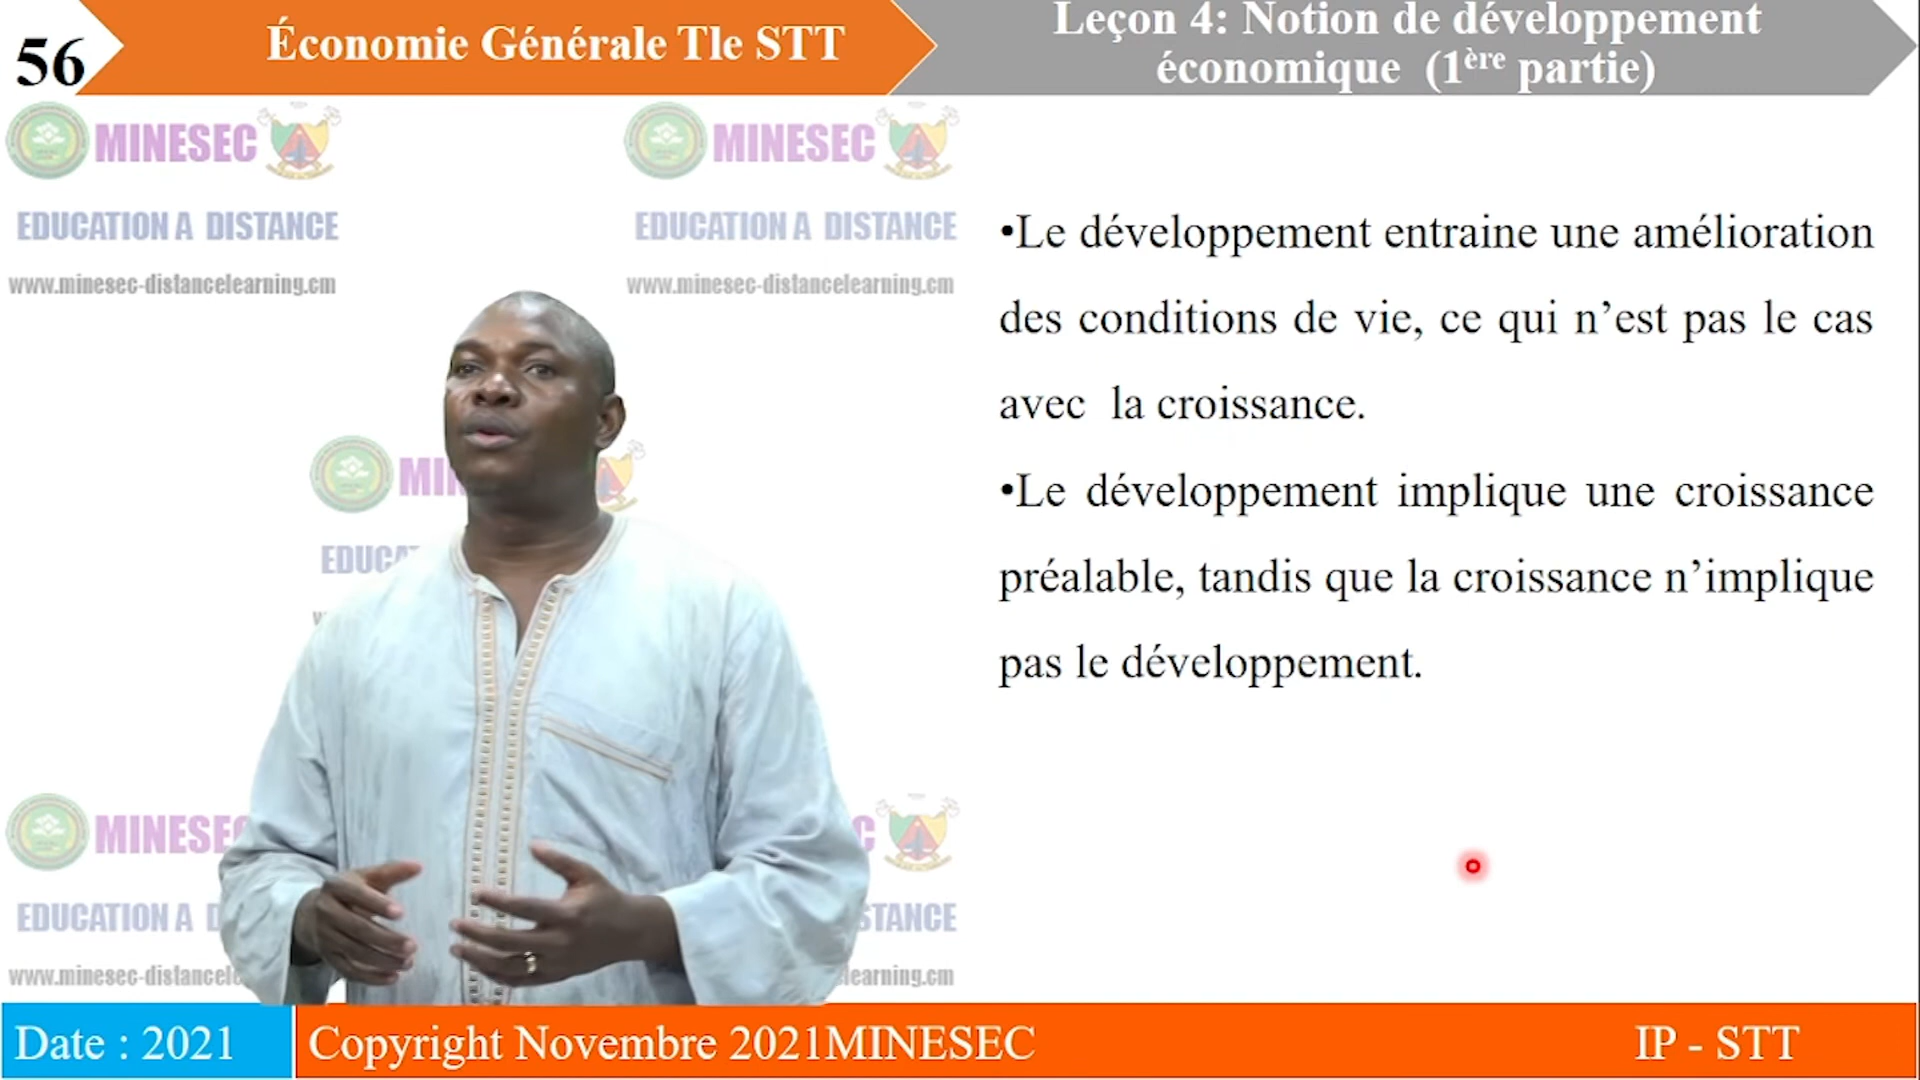 56
Économie Générale Tle STT
Leçon 4: Notion de développement
économique (1ère partie)
MINESEC
EDUCATION A DISTANCE
www.minesec-distancelearning.cm
MINESEC
EDUCATION A DISTANCE
www.minesec-distancelearning.cm
•Le développement entraine une amélioration
des conditions de vie, ce qui n’est pas le cas
avec la croissance.
•Le développement implique une croissance
préalable, tandis que la croissance n’implique
pas le développement.
Date : 2021
Copyright Novembre 2021MINESEC
IP - STT